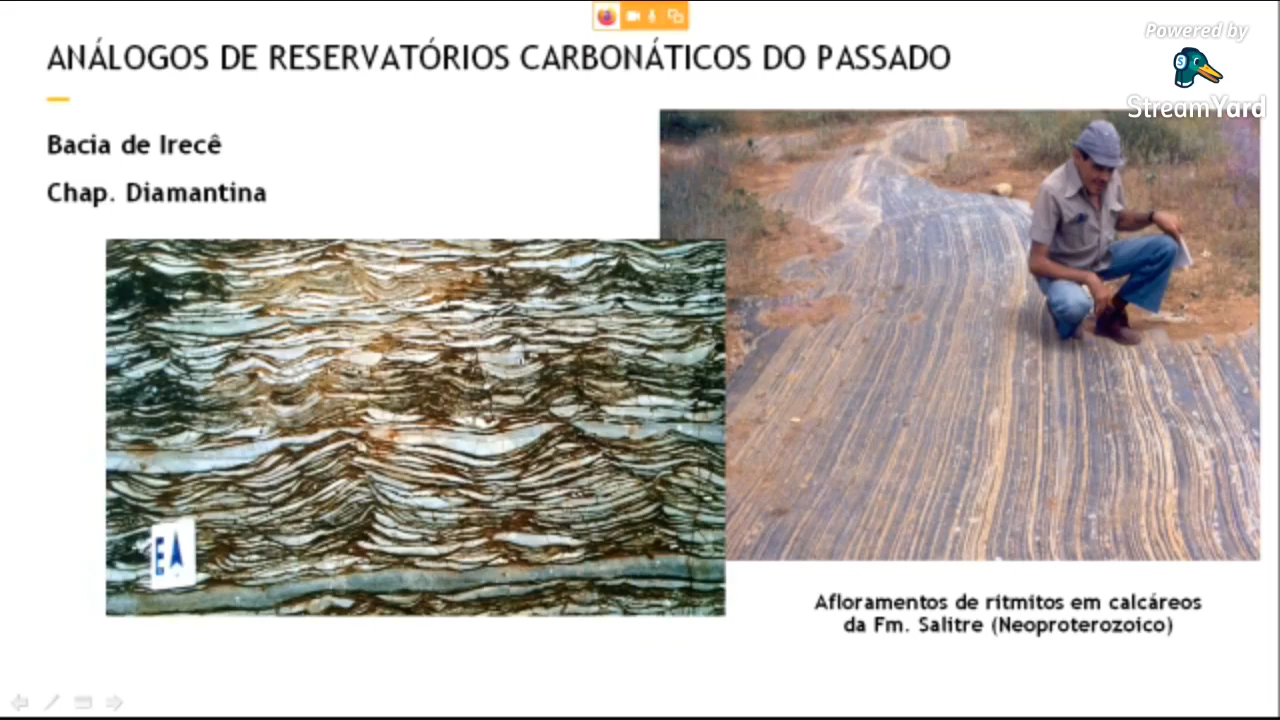 Powered by
StreamYard
ANÁLOGOS DE RESERVATÓRIOS CARBONÁTICOS DO PASSADO
Bacia de Irecê
Chap. Diamantina
EA
Afloramentos de ritmitos em calcáreos
da Fm. Salitre (Neoproterozoico)